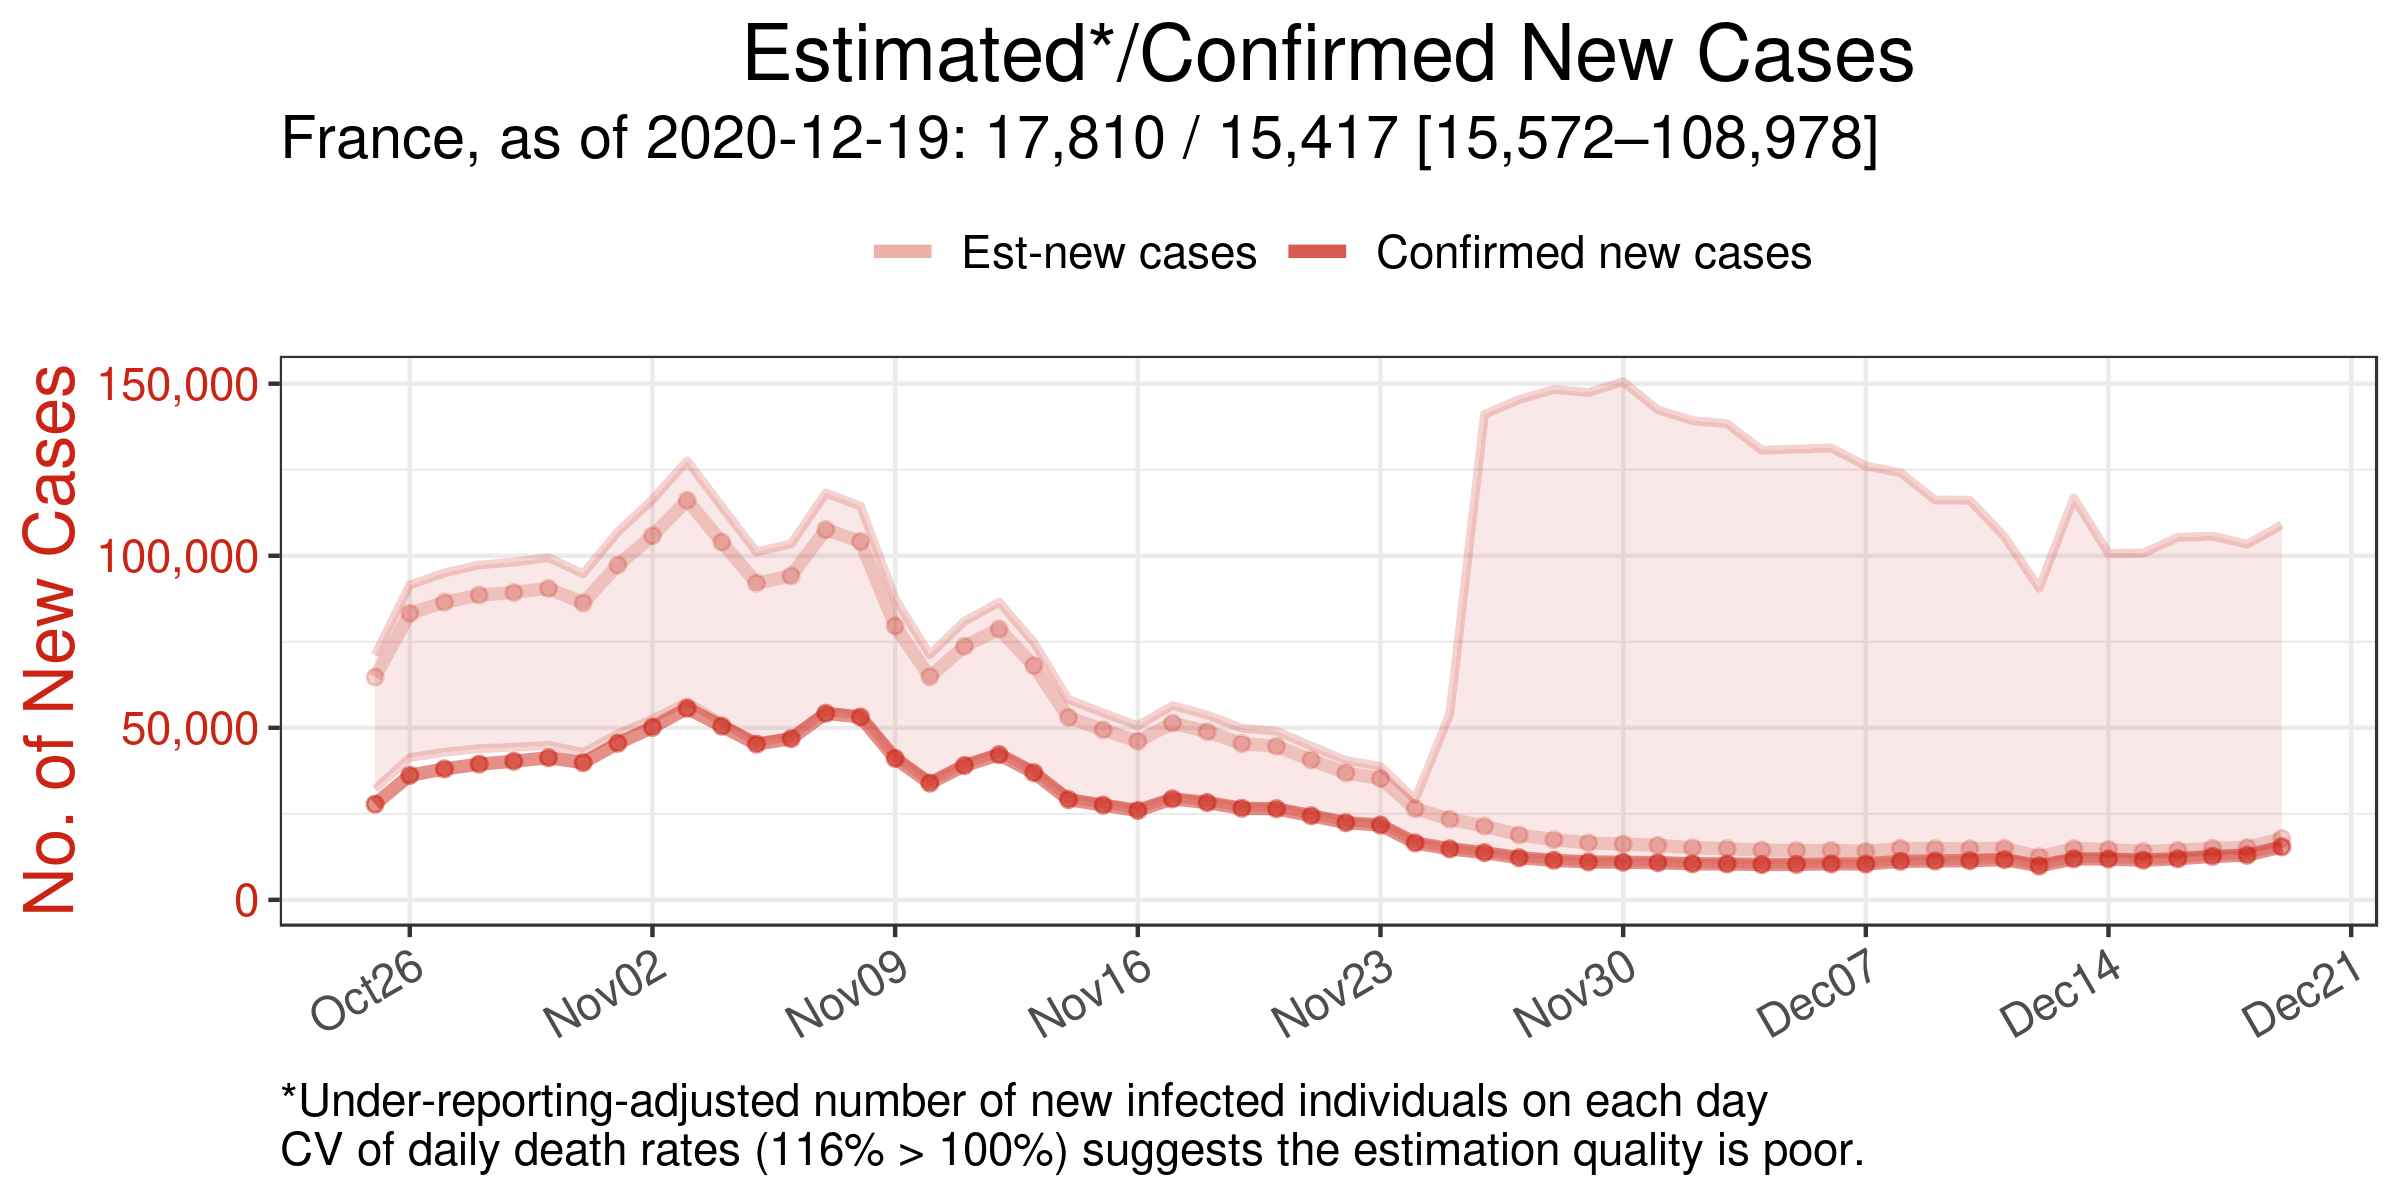 Estimated*/Confirmed New Cases
France, as of 2020-12-19: 17,810 / 15,417 [15,572–108,978]
Est-new cases Confirmed new cases
No. of New Cases
150,000
100,000
50,000
0
Oct26 Nov02 Nov09 Nov16 Nov23 Nov30 Dec07 Dec14 Dec21
*Under-reporting-adjusted number of new infected individuals on each day
CV of daily death rates (116% > 100%) suggests the estimation quality is poor.